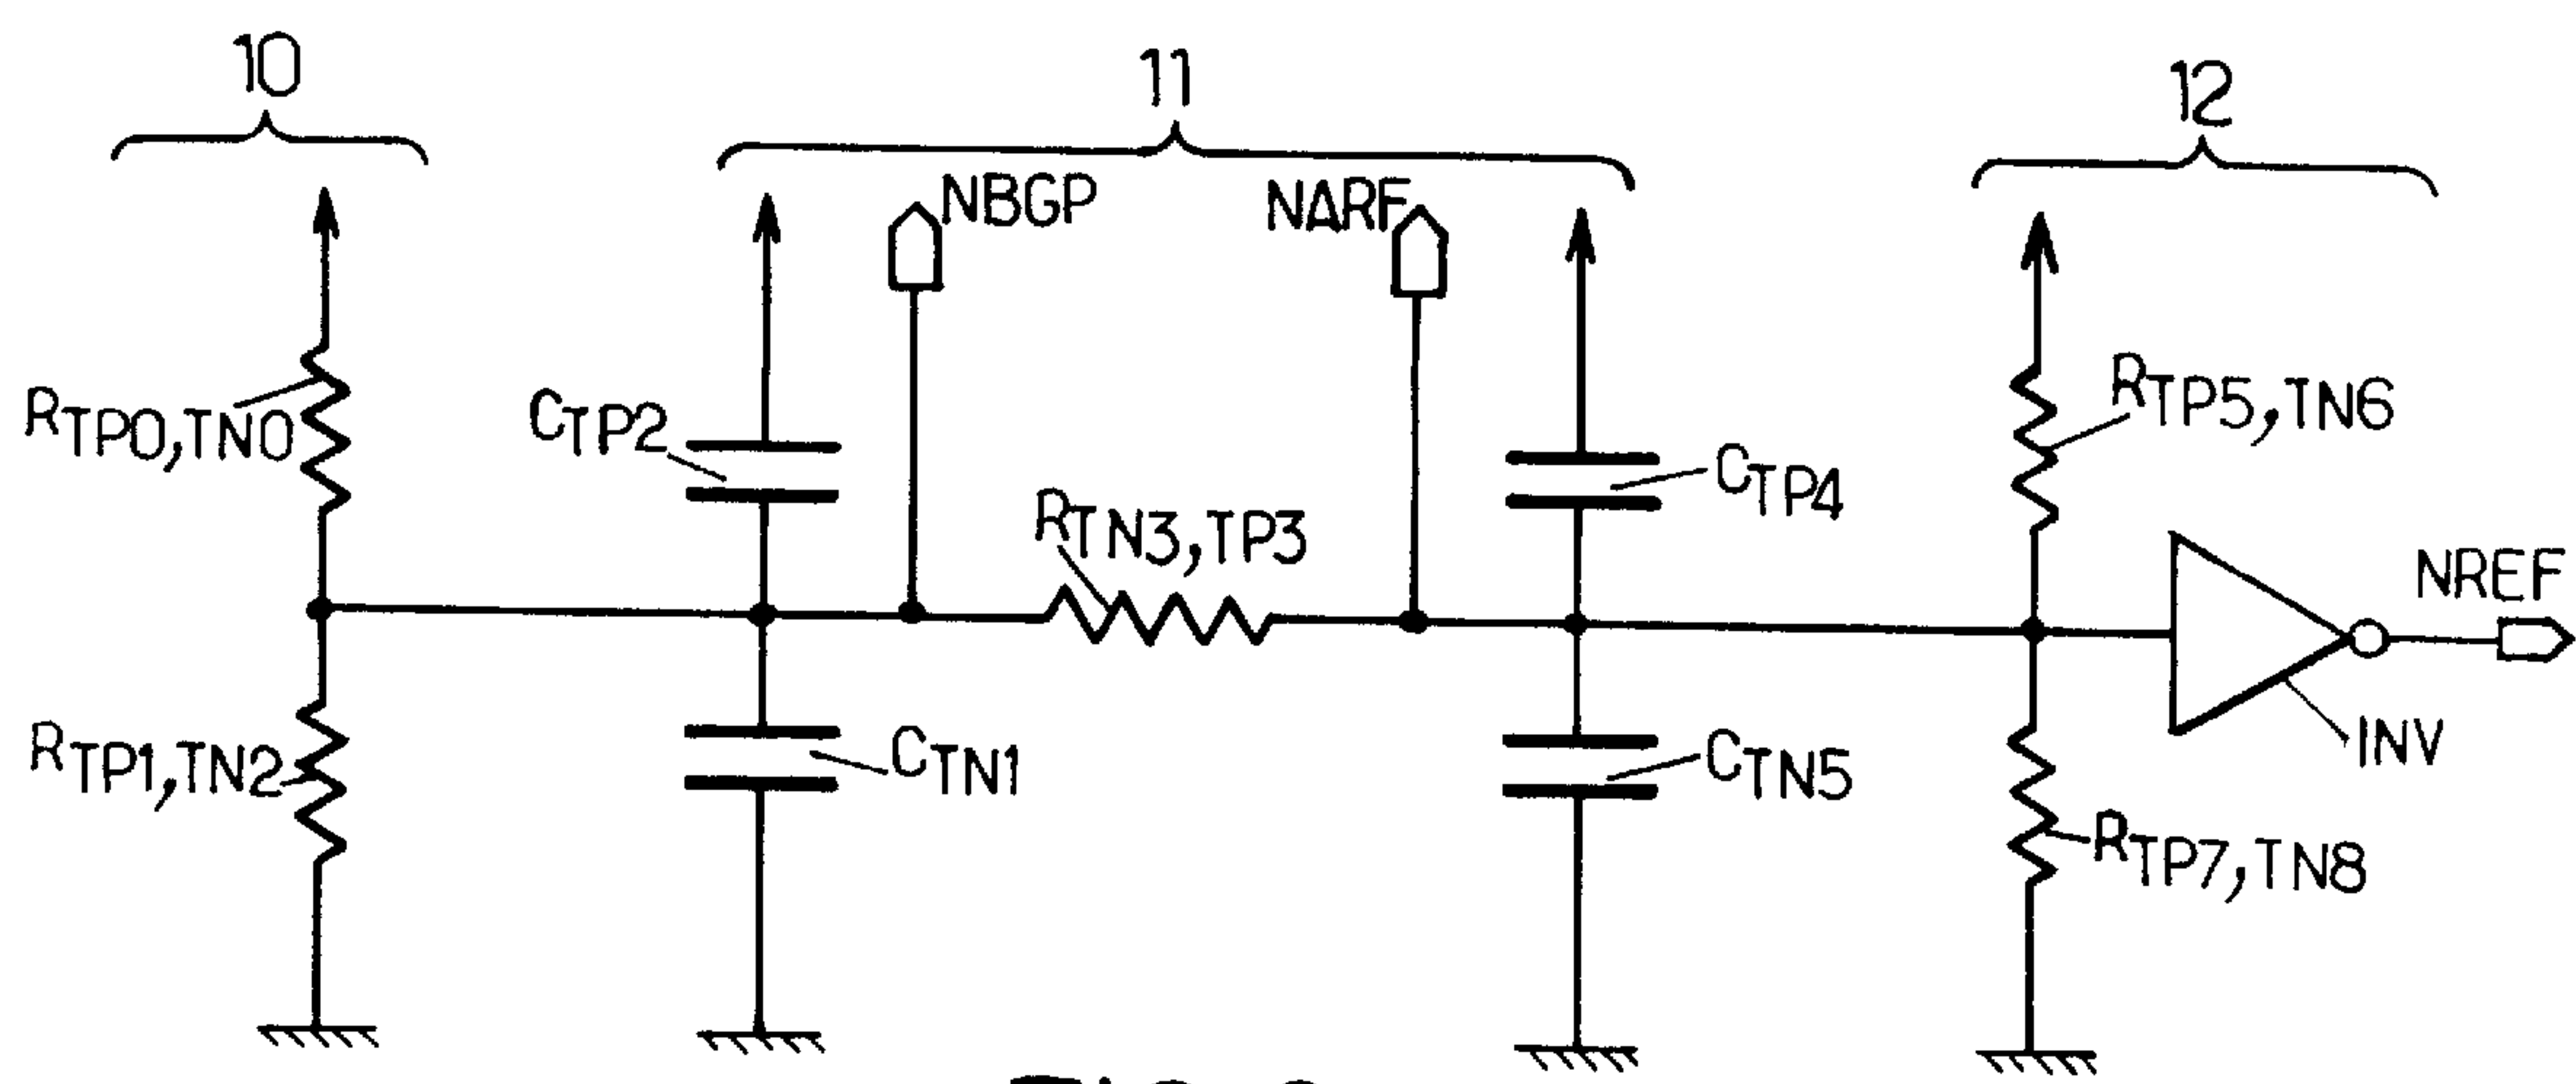 10
11
12
NBGP
NARF
RTP0,TN0
CTP2
RTN3,TP3
CTP4
RTP5,TN6
NREF
RTP1,TN2
CTN1
CTN5
INV
RTP7,TN8